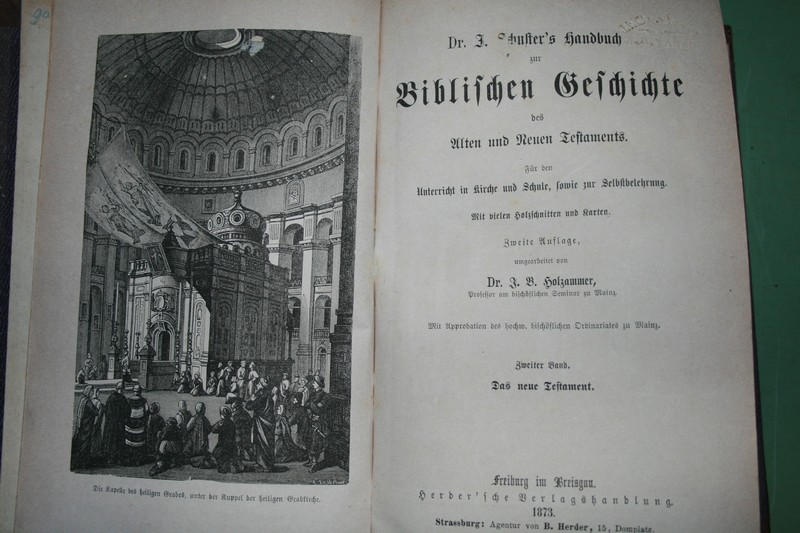 90
Die Kapelle des heiligen Grabes, unter der Kuppel der heiligen Grabkirche.
Dr. J. Schuster's Handbuch
zur
Biblischen Geschichte
des
Alten und Neuen Testaments.
Für den
Unterricht in Kirche und Schule, sowie zur Selbstbelehrung.
Mit vielen Holzschnitten und Karten.
Zweite Auflage,
umgearbeitet von
Dr. J. B. Holzammer,
Professor am bischöflichen Seminar zu Mainz.
Mit Approbation des hochw. bischöflichen Ordinariates zu Mainz.
Zweiter Band.
Das neue Testament.
Freiburg im Breisgau.
Herder'sche Verlagshandlung.
1873.
Strassburg: Agentur von B. Herder, 15, Domplatz.